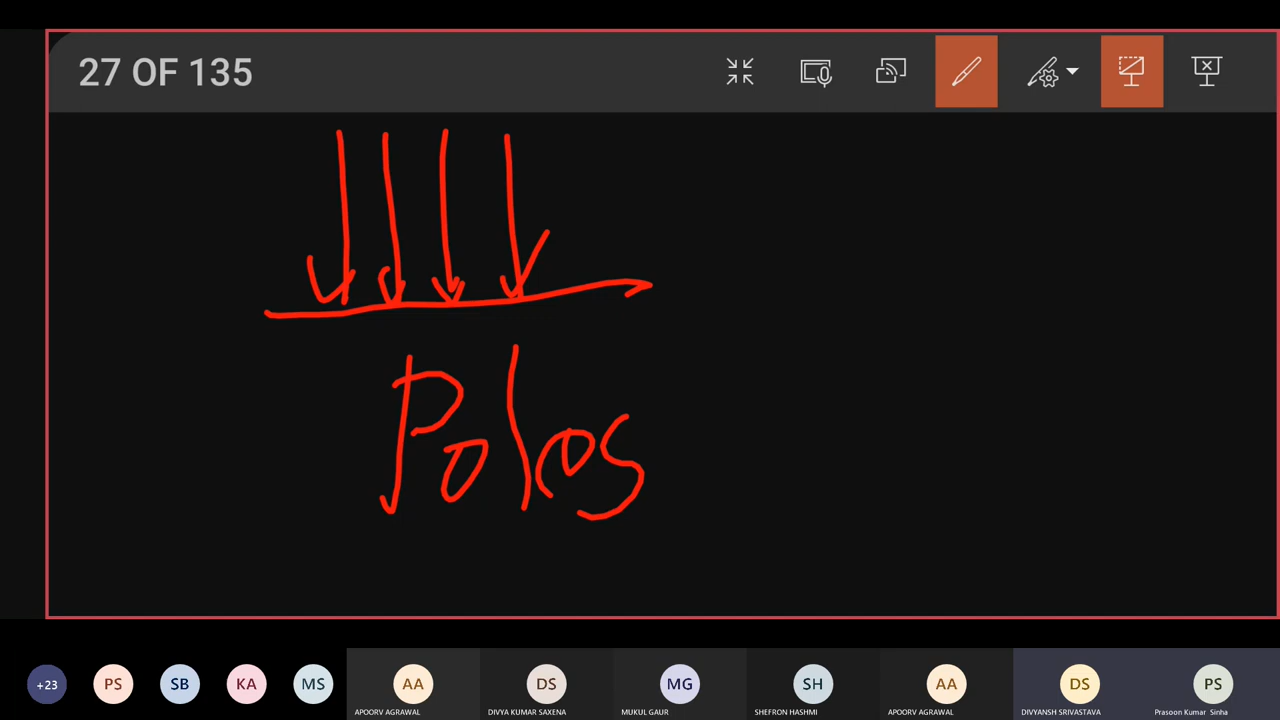 27 OF 135
Poles
+23 PS SB KA MS AA DS MG SH AA DS PS
APOORV AGRAWAL DIVYA KUMAR SAXENA MUKUL GAUR SHEFRON HASHMI APOORV AGRAWAL DIVYANSH SRIVASTAVA Prasoon Kumar Sinha